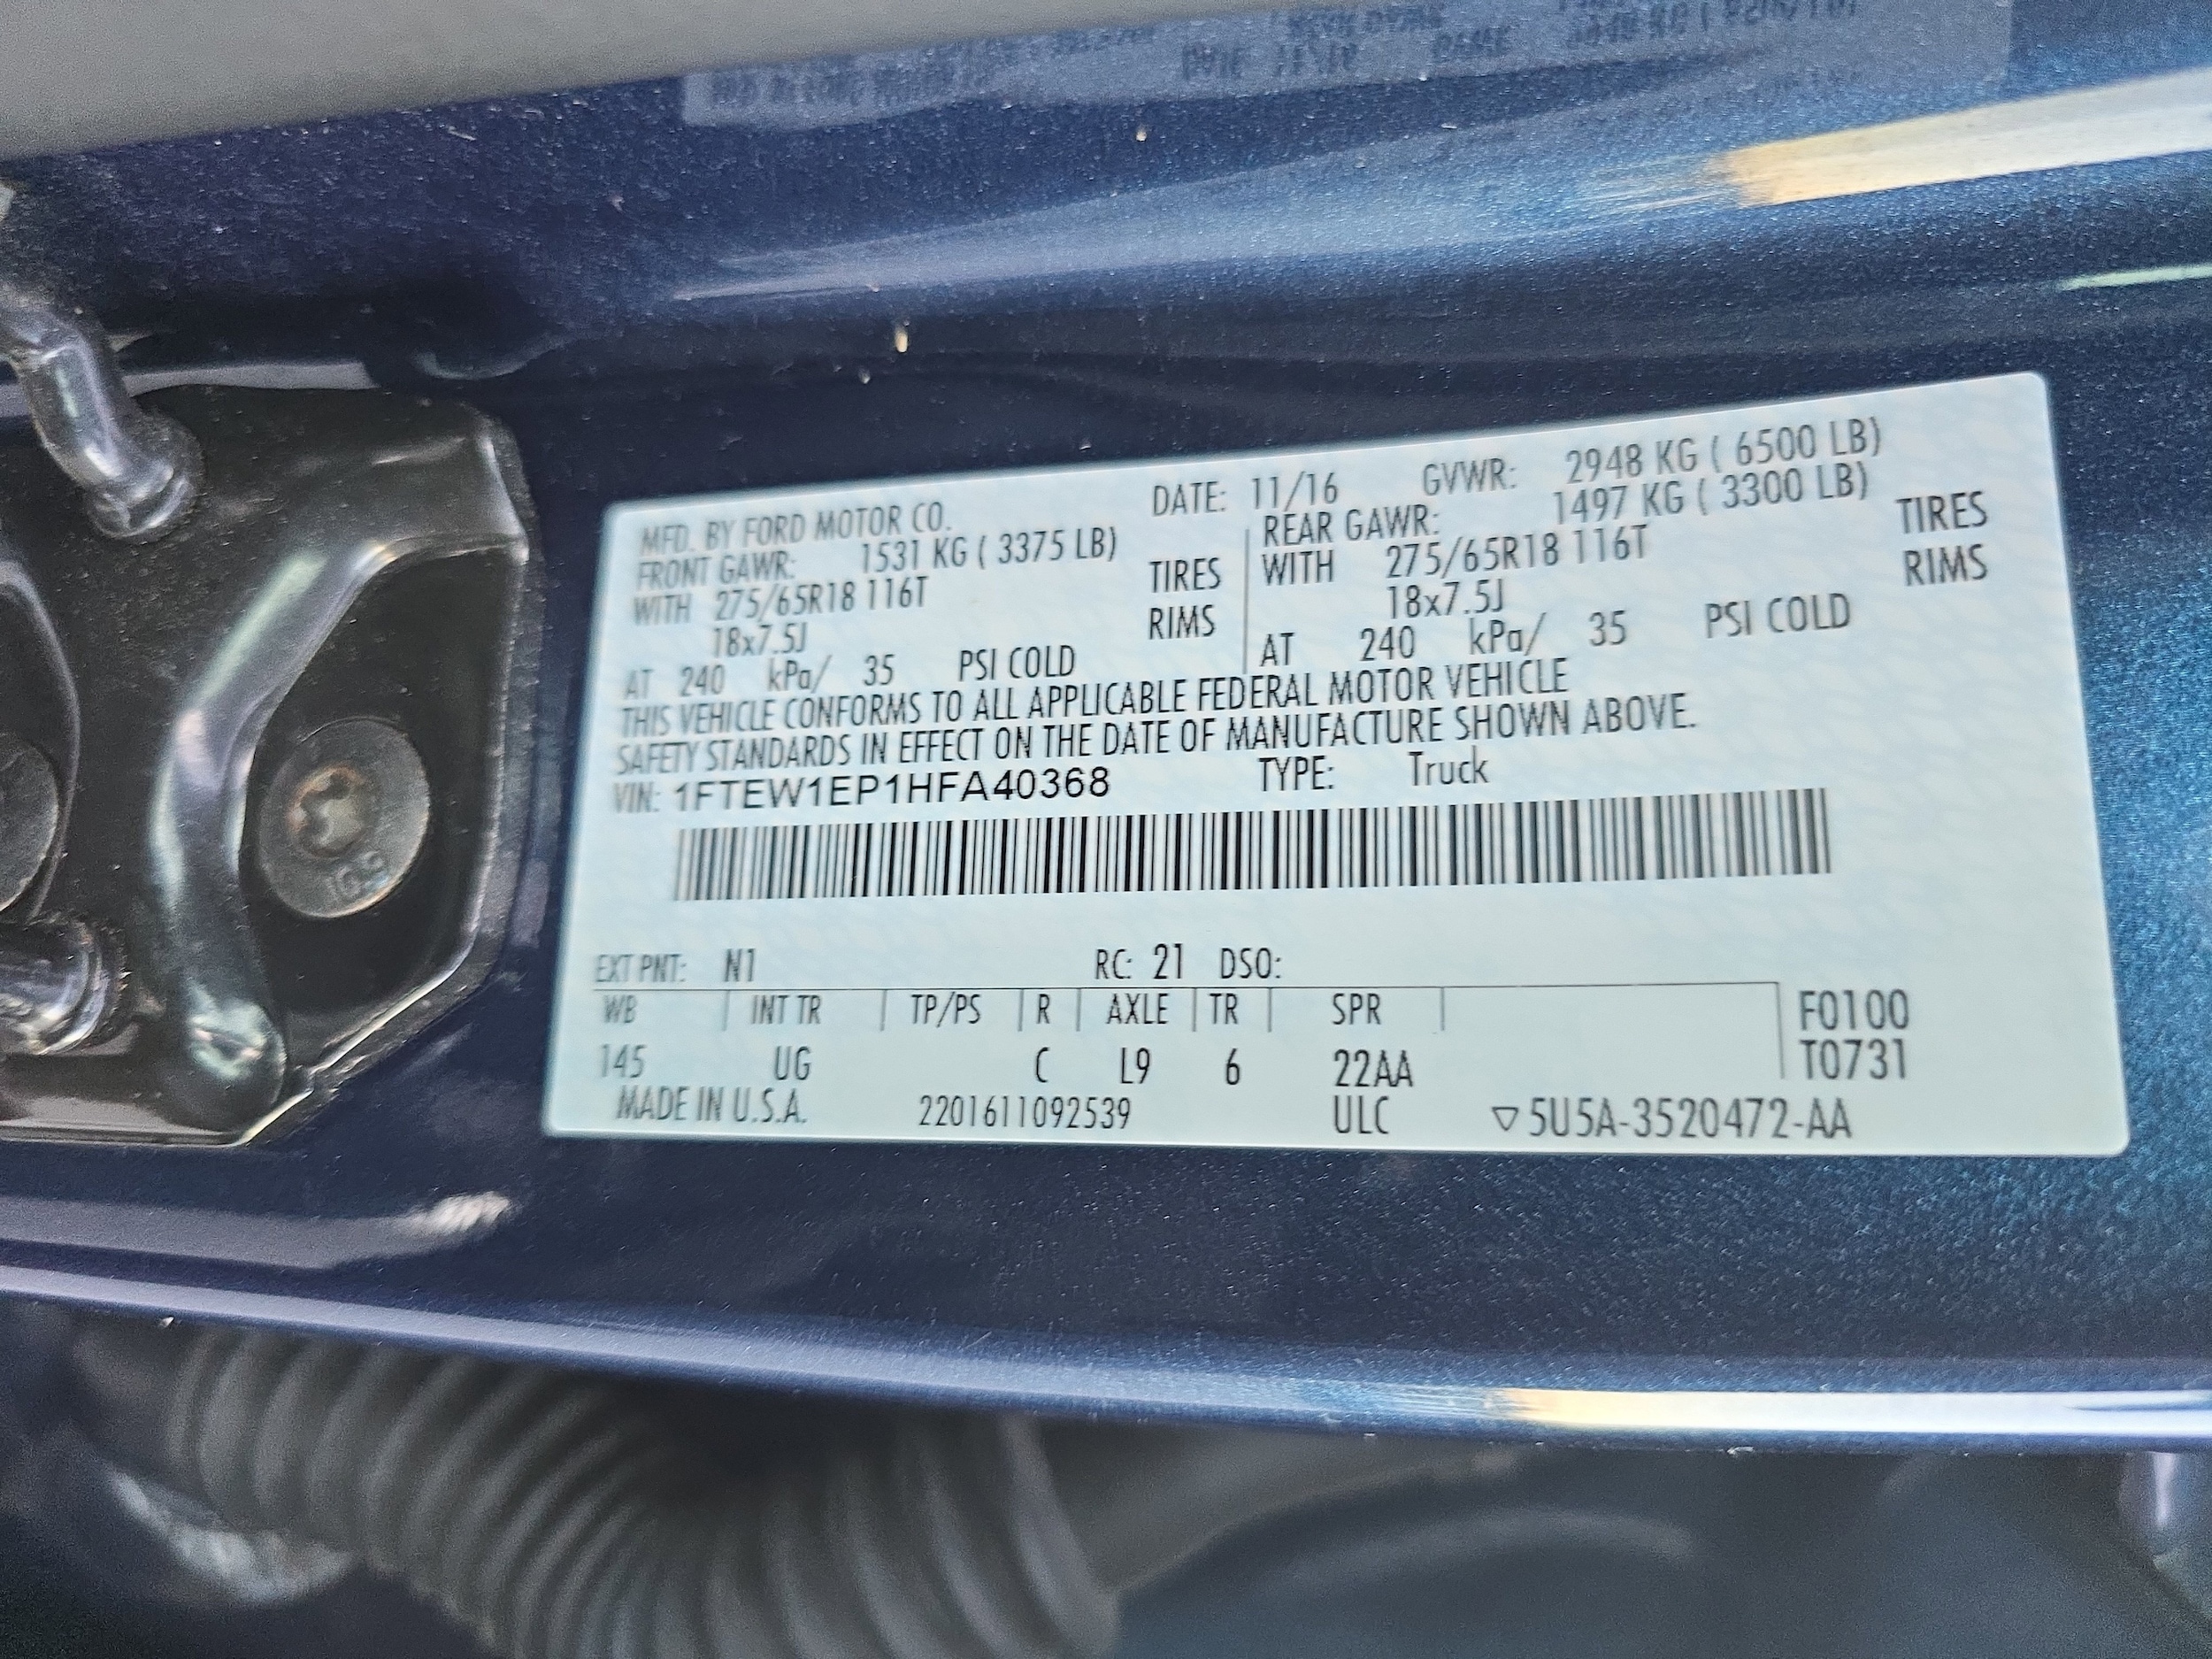 MFD. BY FORD MOTOR CO. DATE: 11/16 GVWR: 2948 KG ( 6500 LB)
FRONT GAWR: 1531 KG ( 3375 LB) REAR GAWR: 1497 KG ( 3300 LB)
WITH 275/65R18 116T TIRES WITH 275/65R18 116T TIRES
18x7.5J RIMS 18x7.5J RIMS
AT 240 kPa/ 35 PSI COLD AT 240 kPa/ 35 PSI COLD
THIS VEHICLE CONFORMS TO ALL APPLICABLE FEDERAL MOTOR VEHICLE
SAFETY STANDARDS IN EFFECT ON THE DATE OF MANUFACTURE SHOWN ABOVE.
VIN: 1FTEW1EP1HFA40368 TYPE: Truck
EXT PNT: N1 RC: 21 DSO:
WB INT TR TP/PS R AXLE TR SPR F0100
145 UG C L9 6 22AA T0731
MADE IN U.S.A. 2201611092539 ULC ▽5U5A-3520472-AA